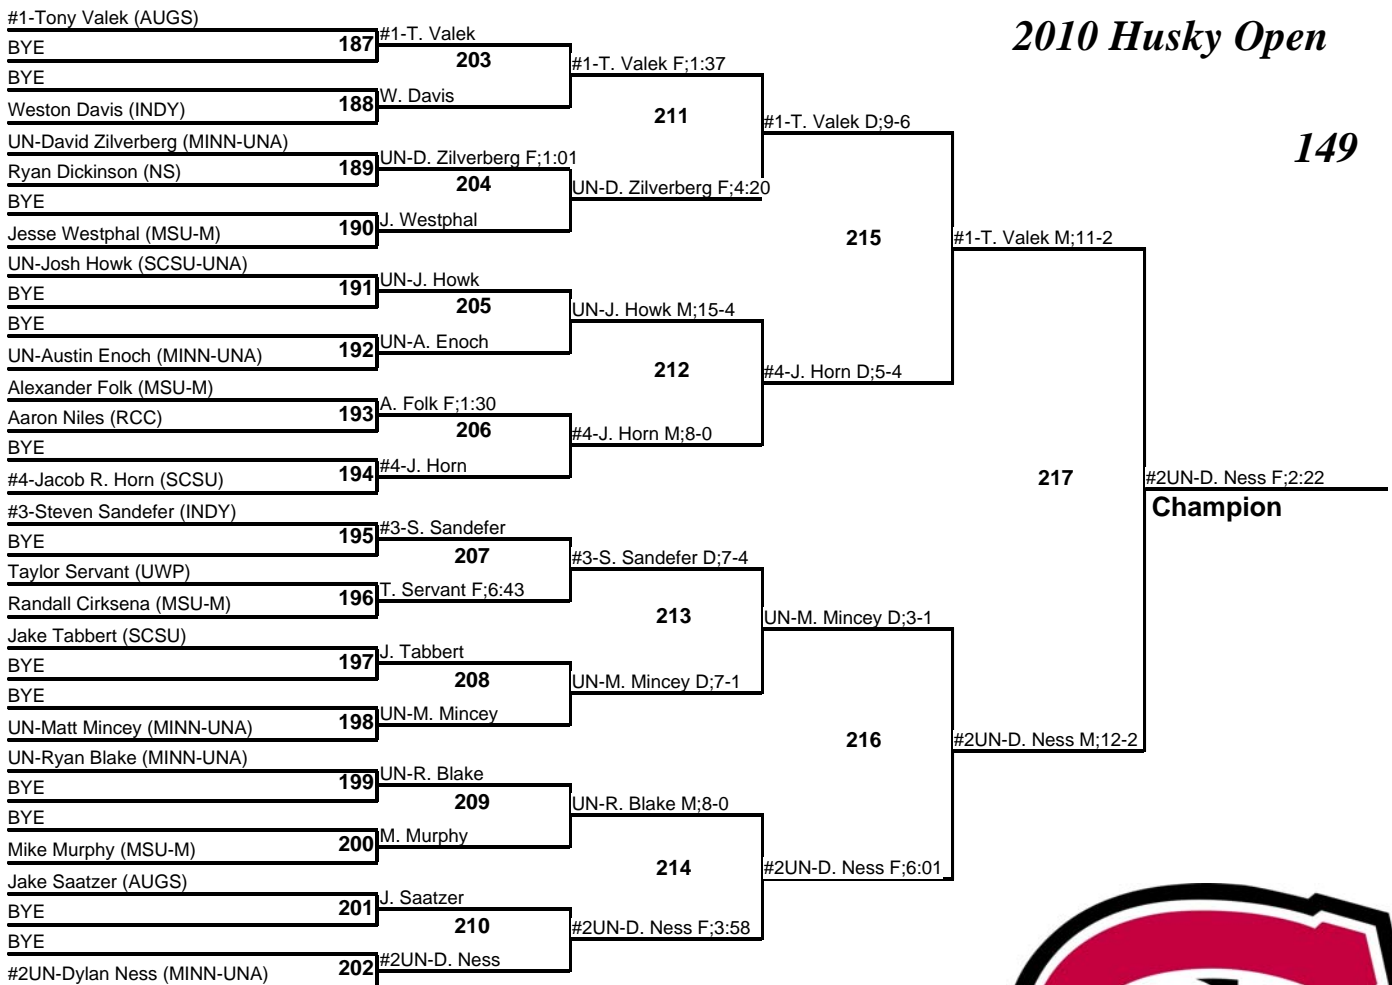 2010 Husky Open
149
#1-Tony Valek (AUGS)
BYE
BYE
Weston Davis (INDY)
UN-David Zilverberg (MINN-UNA)
Ryan Dickinson (NS)
BYE
Jesse Westphal (MSU-M)
UN-Josh Howk (SCSU-UNA)
BYE
BYE
UN-Austin Enoch (MINN-UNA)
Alexander Folk (MSU-M)
Aaron Niles (RCC)
BYE
#4-Jacob R. Horn (SCSU)
#3-Steven Sandefer (INDY)
BYE
Taylor Servant (UWP)
Randall Cirksena (MSU-M)
Jake Tabbert (SCSU)
BYE
BYE
UN-Matt Mincey (MINN-UNA)
UN-Ryan Blake (MINN-UNA)
BYE
BYE
Mike Murphy (MSU-M)
Jake Saatzer (AUGS)
BYE
BYE
#2UN-Dylan Ness (MINN-UNA)
187
188
189
190
191
192
193
194
195
196
197
198
199
200
201
202
#1-T. Valek
203
W. Davis
UN-D. Zilverberg F;1:01
204
J. Westphal
UN-J. Howk
205
UN-A. Enoch
A. Folk F;1:30
206
#4-J. Horn
#3-S. Sandefer
207
T. Servant F;6:43
J. Tabbert
208
UN-M. Mincey
UN-R. Blake
209
M. Murphy
J. Saatzer
210
#2UN-D. Ness
#1-T. Valek F;1:37
211
UN-D. Zilverberg F;4:20
UN-J. Howk M;15-4
212
#4-J. Horn M;8-0
#3-S. Sandefer D;7-4
213
UN-M. Mincey D;7-1
UN-R. Blake M;8-0
214
#2UN-D. Ness F;3:58
#1-T. Valek D;9-6
215
#4-J. Horn D;5-4
UN-M. Mincey D;3-1
216
#2UN-D. Ness F;6:01
#1-T. Valek M;11-2
217
#2UN-D. Ness M;12-2
#2UN-D. Ness F;2:22
Champion